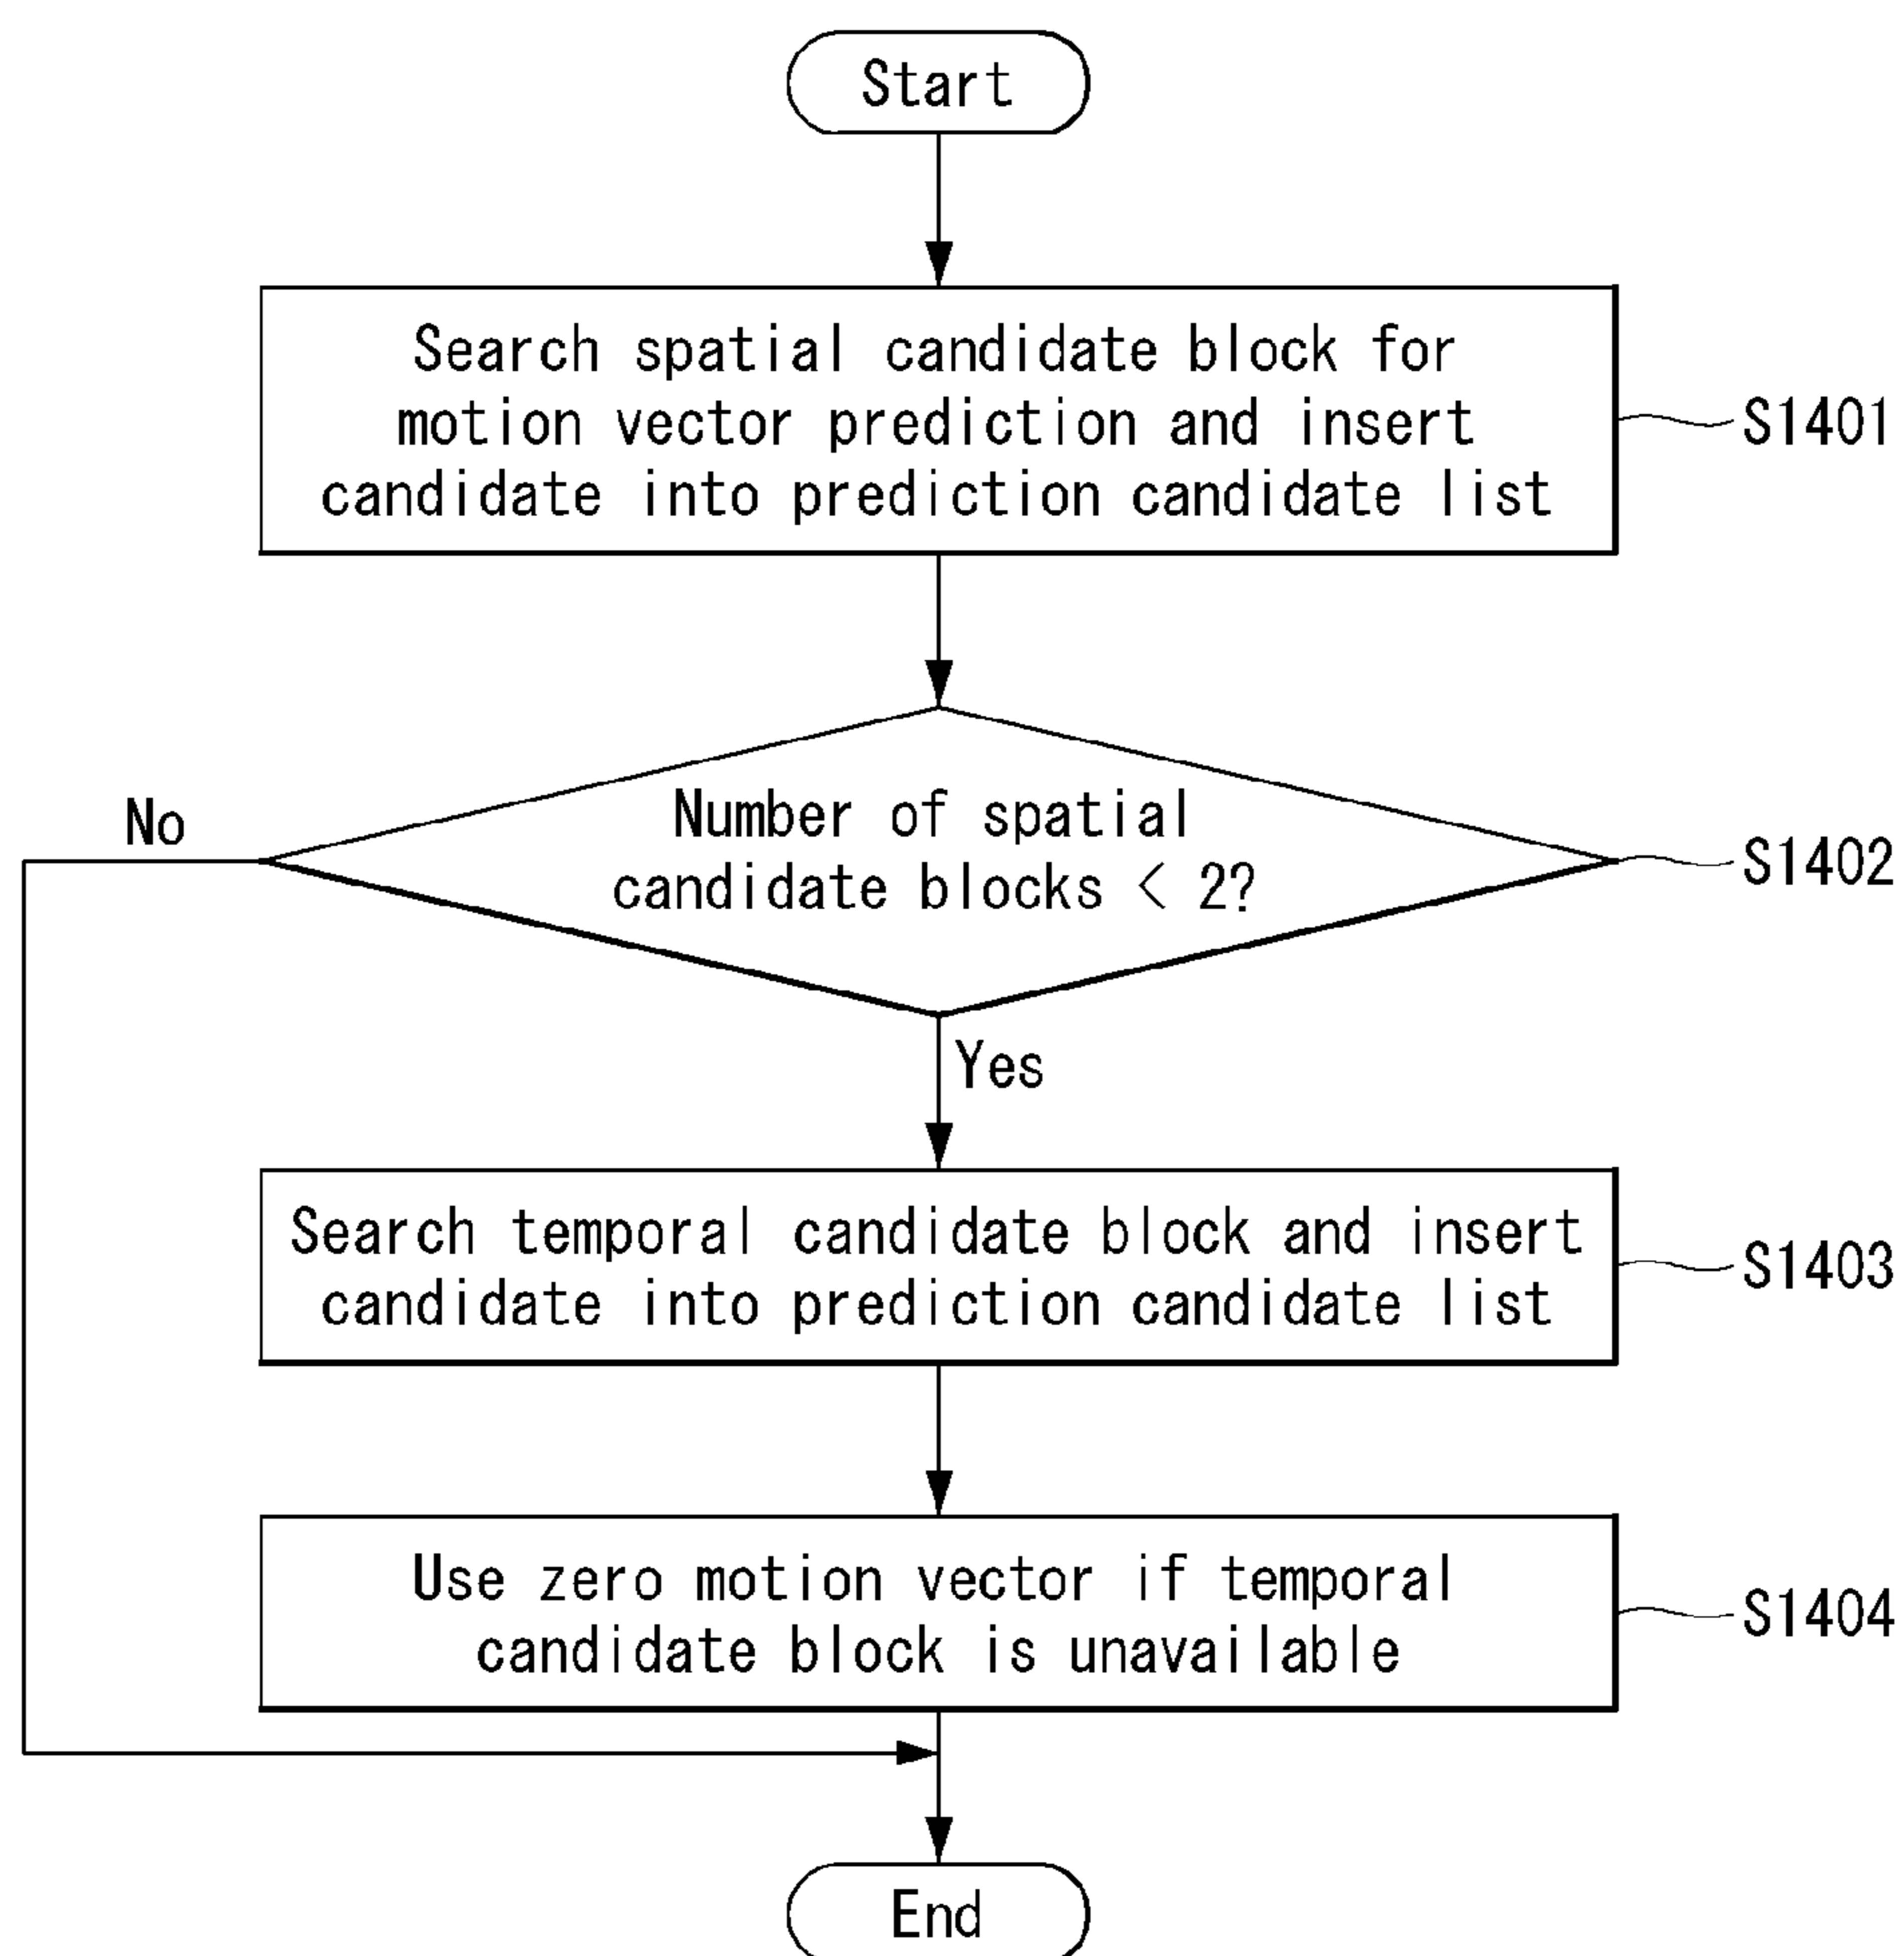 Start
Search spatial candidate block for
motion vector prediction and insert
candidate into prediction candidate list
S1401
Number of spatial
candidate blocks < 2?
No
S1402
Yes
Search temporal candidate block and insert
candidate into prediction candidate list
S1403
Use zero motion vector if temporal
candidate block is unavailable
S1404
End